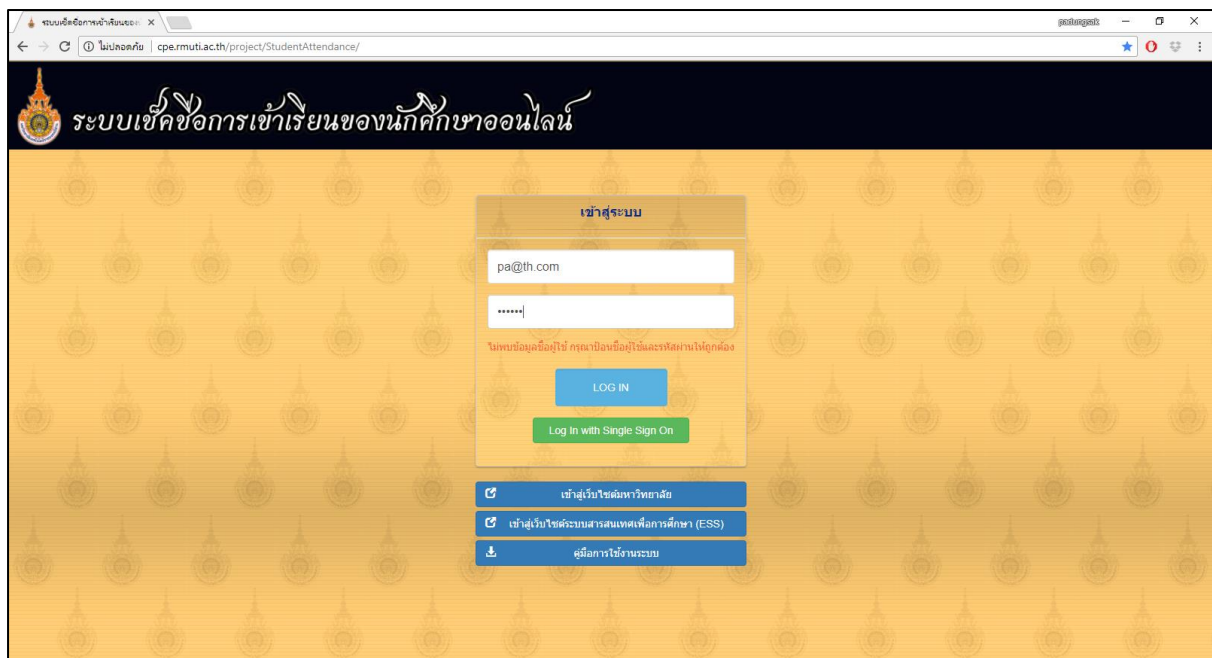 ระบบเช็คชื่อการเข้าเรียนของนั
padungsak
ไม่ปลอดภัย | cpe.rmuti.ac.th/project/StudentAttendance/
ระบบเช็คชื่อการเข้าเรียนของนักศึกษาออนไลน์
เข้าสู่ระบบ
pa@th.com
••••••
ไม่พบข้อมูลชื่อผู้ใช้ กรุณาป้อนชื่อผู้ใช้และรหัสผ่านให้ถูกต้อง
LOG IN
Log In with Single Sign On
เข้าสู่เว็บไซต์มหาวิทยาลัย
เข้าสู่เว็บไซต์ระบบสารสนเทศเพื่อการศึกษา (ESS)
คู่มือการใช้งานระบบ